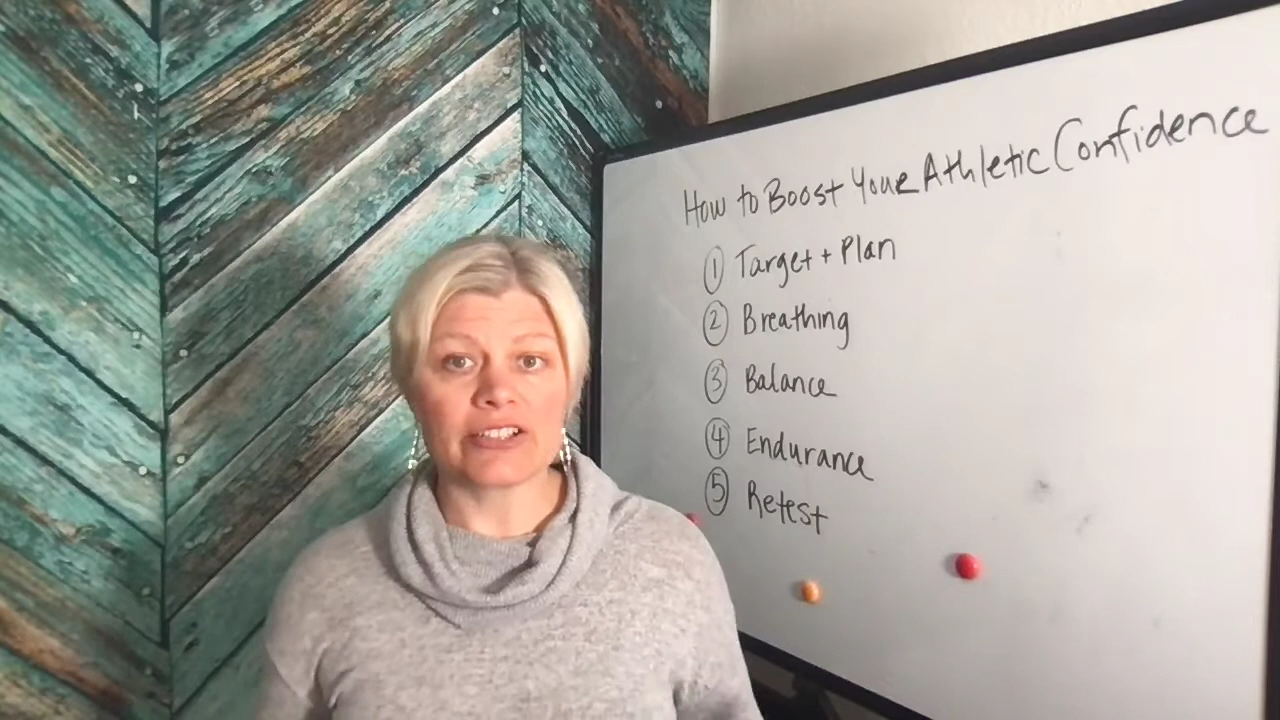 How to Boost Your Athletic Confidence
① Target + Plan
② Breathing
③ Balance
④ Endurance
⑤ Retest